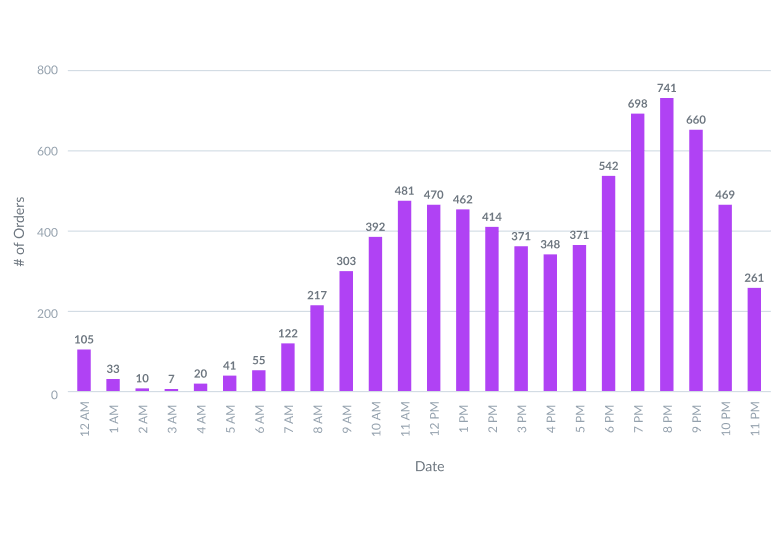 800
600
400
200
0
# of Orders
105
33
10
7
20
41
55
122
217
303
392
481
470
462
414
371
348
371
542
698
741
660
469
261
12 AM
1 AM
2 AM
3 AM
4 AM
5 AM
6 AM
7 AM
8 AM
9 AM
10 AM
11 AM
12 PM
1 PM
2 PM
3 PM
4 PM
5 PM
6 PM
7 PM
8 PM
9 PM
10 PM
11 PM
Date